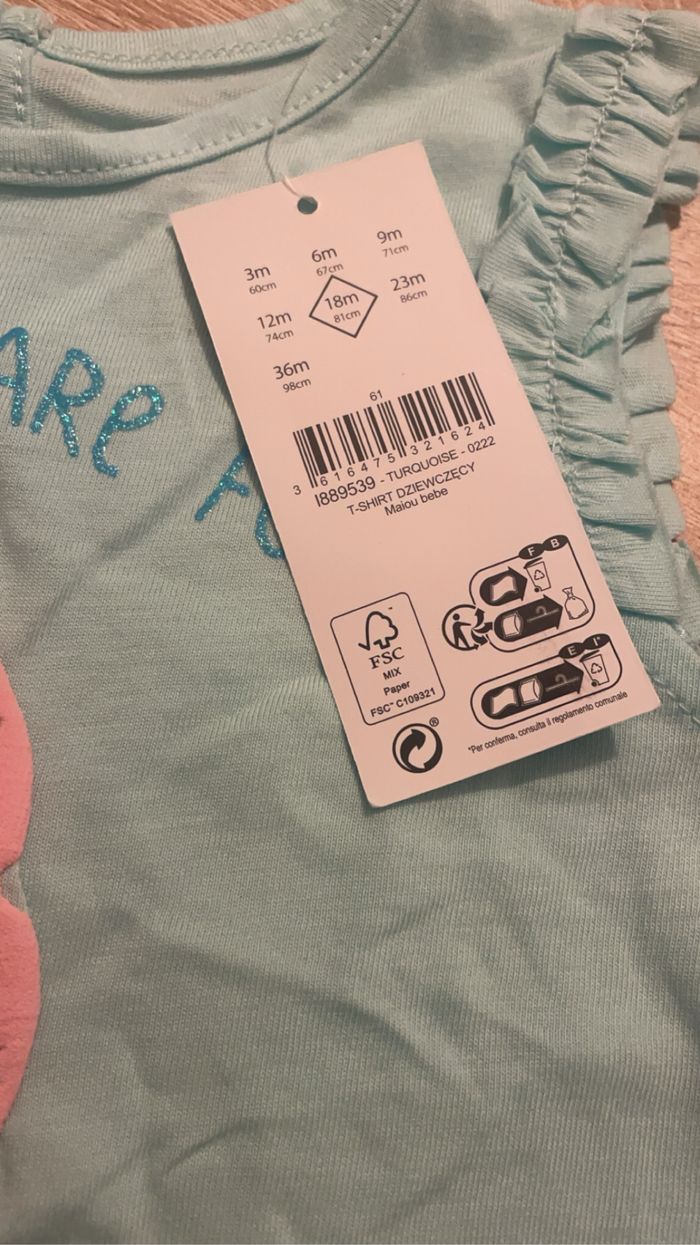 3m
60cm
6m
67cm
9m
71cm
12m
74cm
18m
81cm
23m
86cm
36m
98cm
61
3 616475 321624
I889539 - TURQUOISE - 0222
T-SHIRT DZIEWCZĘCY
Maiou bebe
F B
FSC
MIX
Paper
FSC™ C109321
E I*
®
*Per conferma, consulta il regolamento comunale
ARe